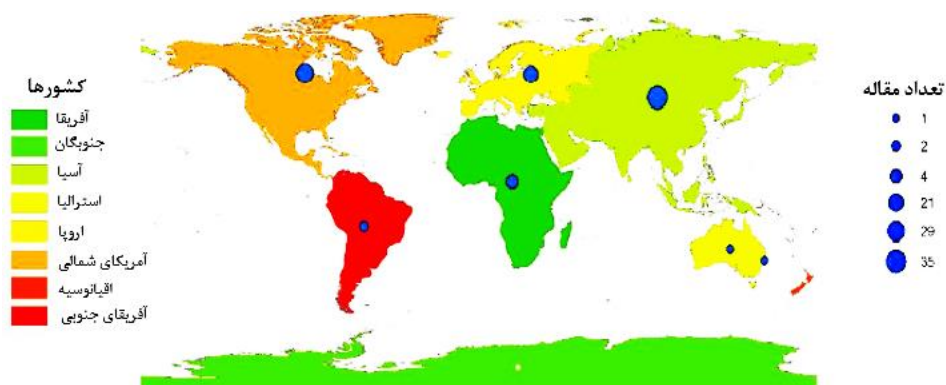 کشورها
آفریقا
جنوبگان
آسیا
استرالیا
اروپا
آمریکای شمالی
اقیانوسیه
آفریقای جنوبی
تعداد مقاله
1
2
4
21
29
35